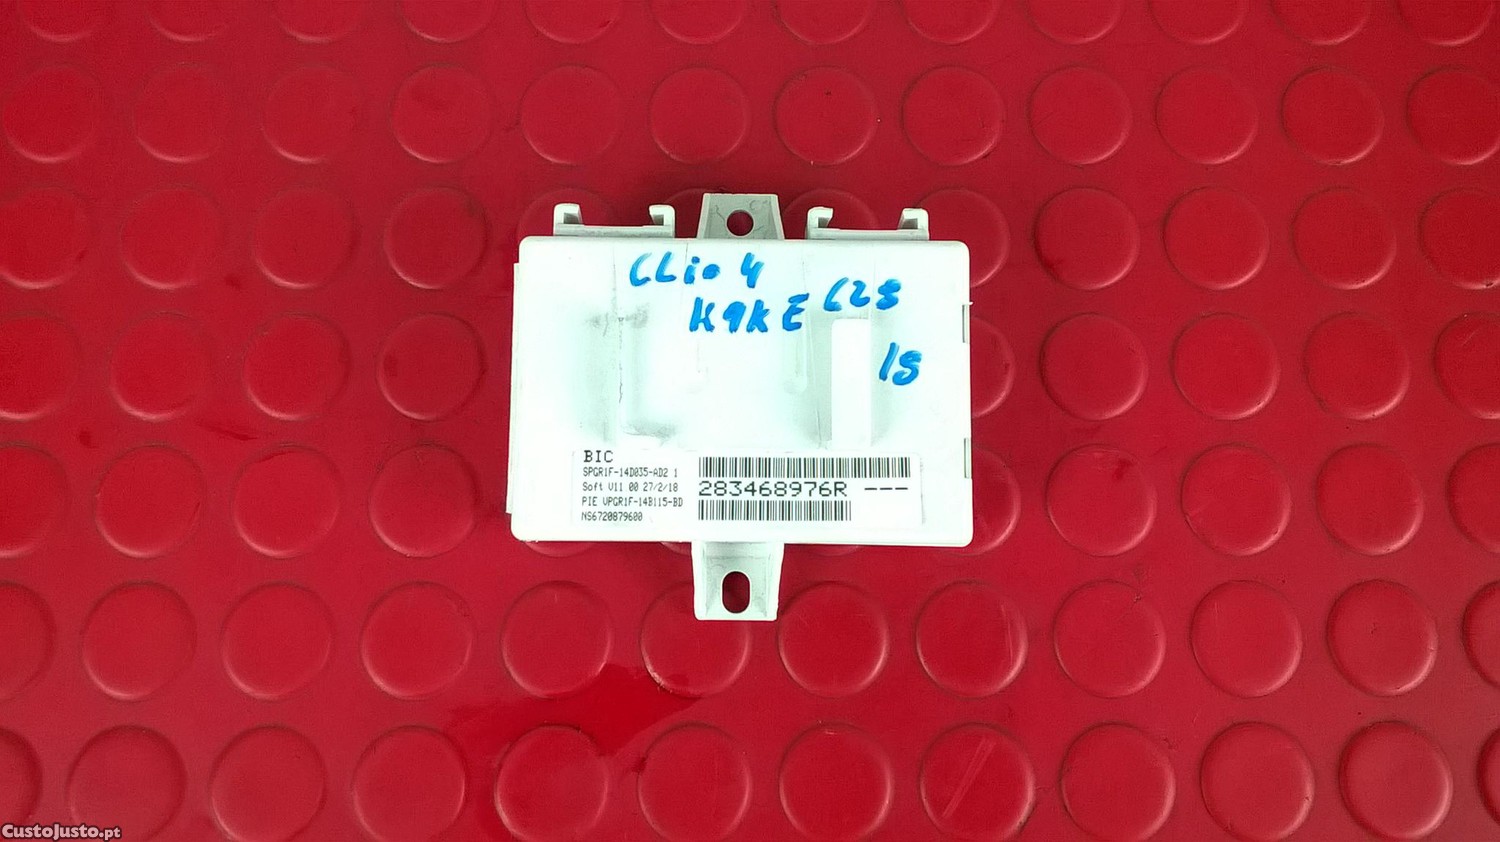 CLio 4
K9K E C28
18
BIC
SPGR1F-14D035-AD2 1
Soft V11 00 27/2/18
283468976R ---
PIE VPGR1F-14B115-BD
NS6720879600
CustoJusto.pt